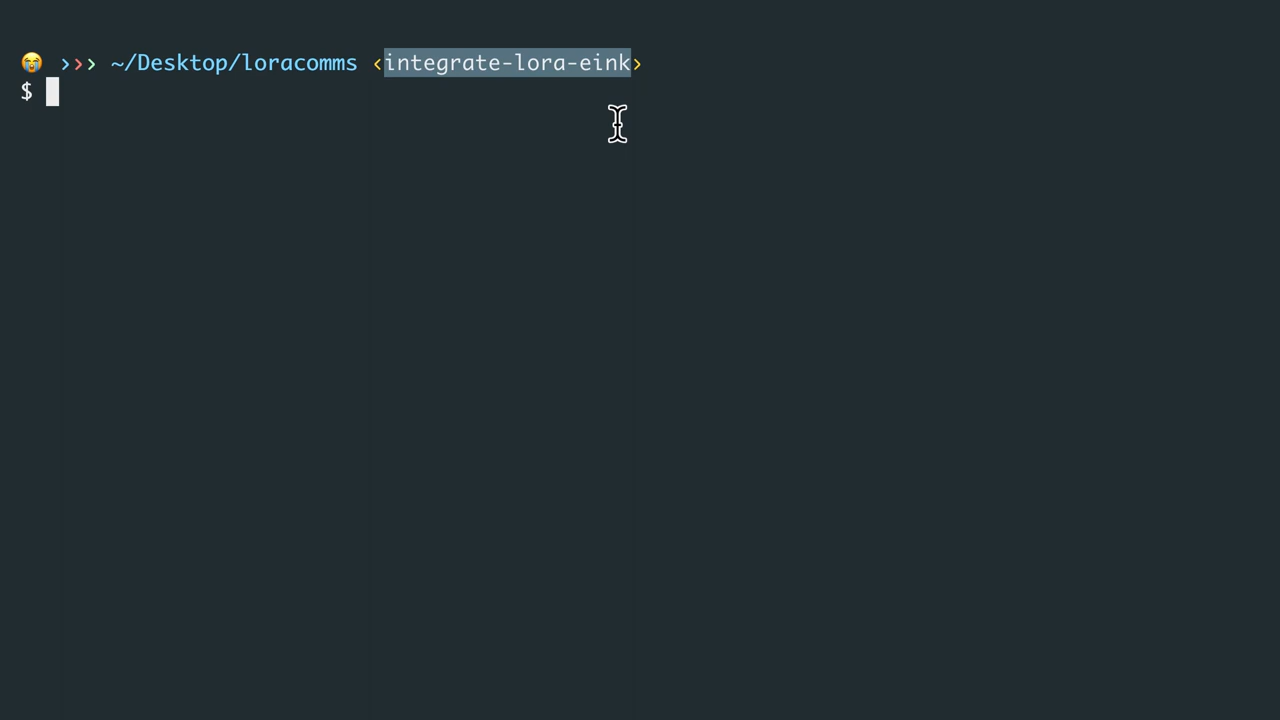 😭 ››› ~/Desktop/loracomms ‹integrate-lora-eink›
$